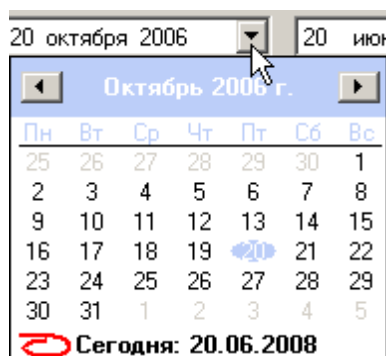 20 октября 2006 20 июн
Октябрь 2006 г.
Пн Вт Ср Чт Пт Сб Вс
25 26 27 28 29 30 1
2 3 4 5 6 7 8
9 10 11 12 13 14 15
16 17 18 19 20 21 22
23 24 25 26 27 28 29
30 31 1 2 3 4 5
Сегодня: 20.06.2008